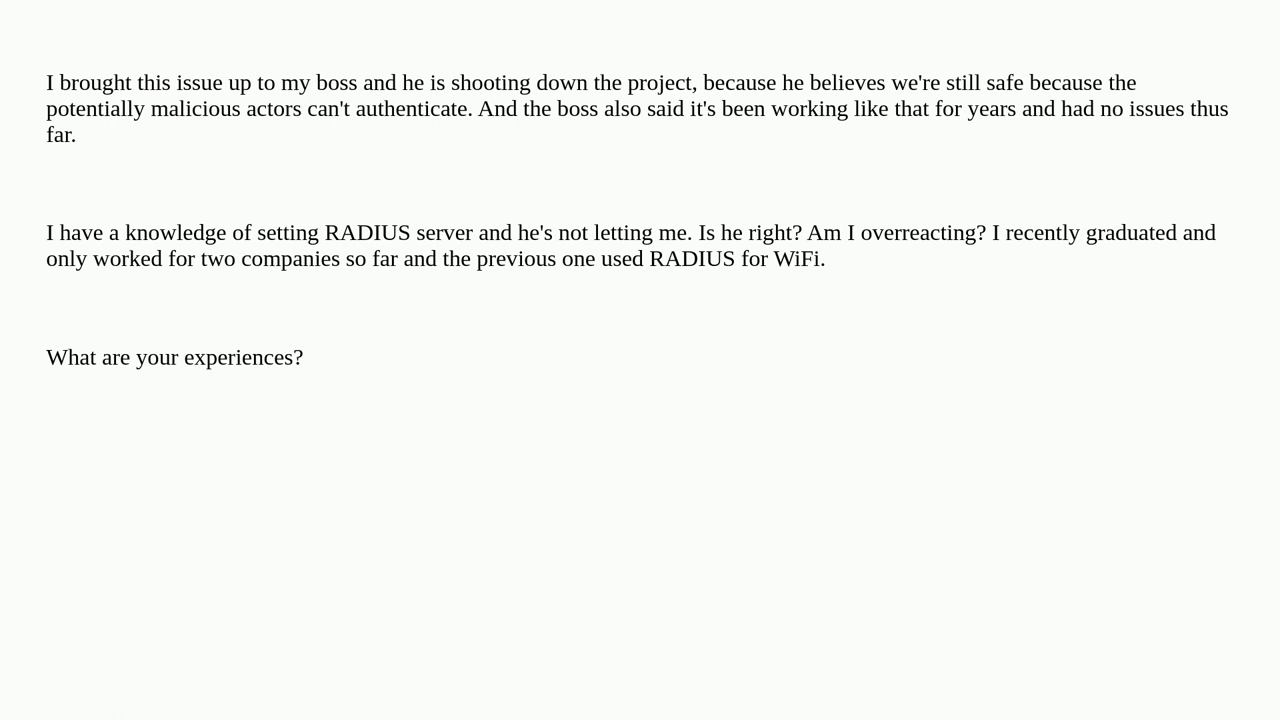 I brought this issue up to my boss and he is shooting down the project, because he believes we're still safe because the
potentially malicious actors can't authenticate. And the boss also said it's been working like that for years and had no issues thus
far.
I have a knowledge of setting RADIUS server and he's not letting me. Is he right? Am I overreacting? I recently graduated and
only worked for two companies so far and the previous one used RADIUS for WiFi.
What are your experiences?